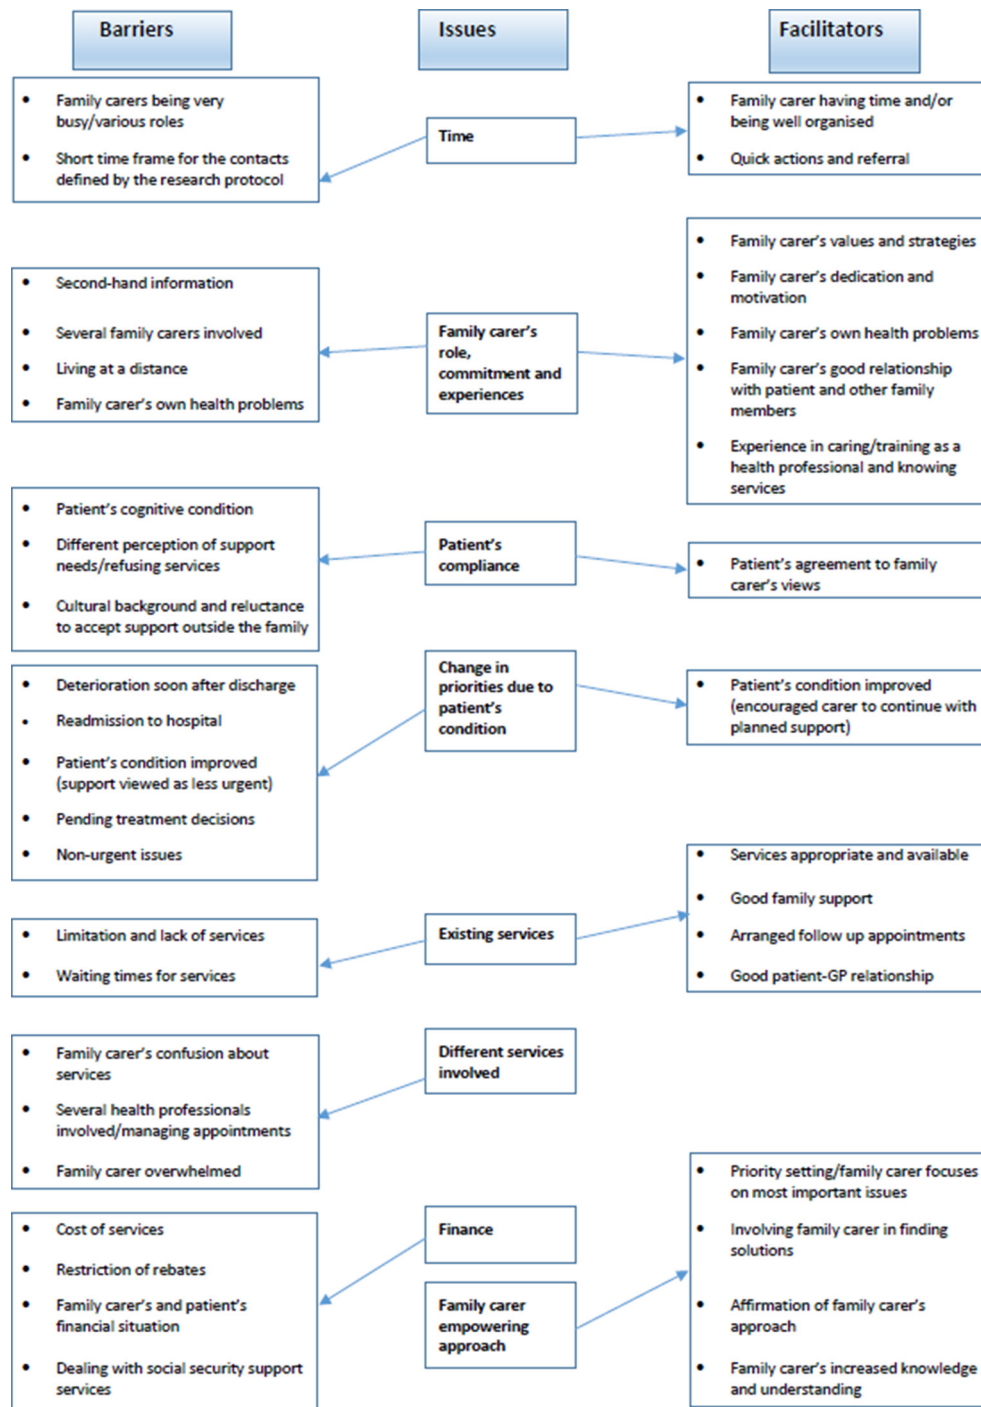 Barriers
Issues
Facilitators
• Family carers being very
busy/various roles
• Short time frame for the contacts
defined by the research protocol
Time
• Family carer having time and/or
being well organised
• Quick actions and referral
• Second-hand information
• Several family carers involved
• Living at a distance
• Family carer's own health problems
Family carer's
role,
commitment and
experiences
• Family carer's values and strategies
• Family carer's dedication and
motivation
• Family carer's own health problems
• Family carer's good relationship
with patient and other family
members
• Experience in caring/training as a
health professional and knowing
services
• Patient's cognitive condition
• Different perception of support
needs/refusing services
• Cultural background and reluctance
to accept support outside the family
Patient's
compliance
• Patient's agreement to family
carer's views
• Deterioration soon after discharge
• Readmission to hospital
• Patient's condition improved
(support viewed as less urgent)
• Pending treatment decisions
• Non-urgent issues
Change in
priorities due to
patient's
condition
• Patient's condition improved
(encouraged carer to continue with
planned support)
• Limitation and lack of services
• Waiting times for services
Existing services
• Services appropriate and available
• Good family support
• Arranged follow up appointments
• Good patient-GP relationship
• Family carer's confusion about
services
• Several health professionals
involved/managing appointments
• Family carer overwhelmed
Different services
involved
• Cost of services
• Restriction of rebates
• Family carer's and patient's
financial situation
• Dealing with social security support
services
Finance
Family carer
empowering
approach
• Priority setting/family carer focuses
on most important issues
• Involving family carer in finding
solutions
• Affirmation of family carer's
approach
• Family carer's increased knowledge
and understanding